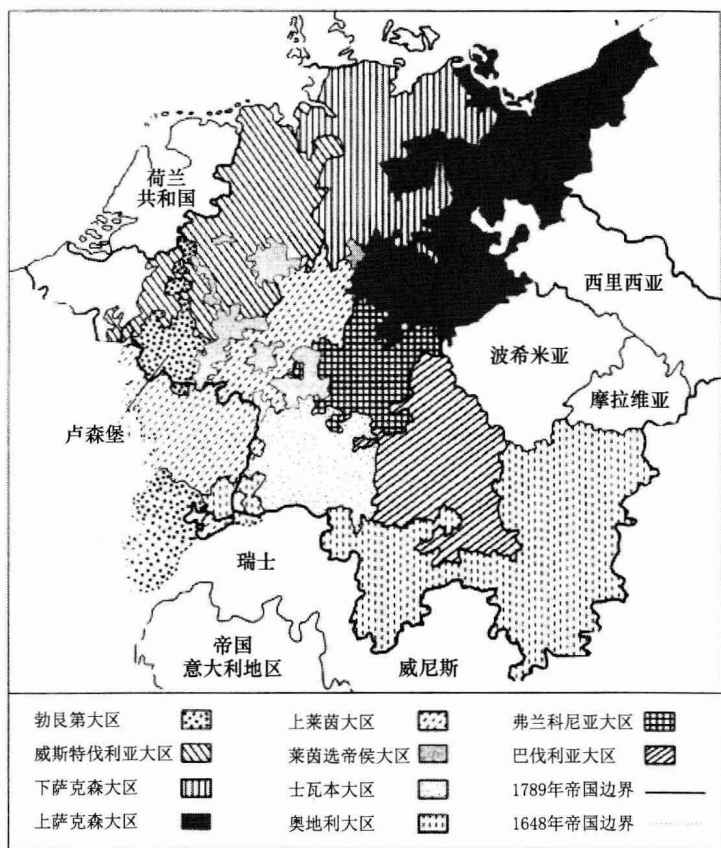 荷兰
共和国
西里西亚
波希米亚
摩拉维亚
卢森堡
瑞士
帝国
意大利地区
威尼斯
勃艮第大区
上莱茵大区
弗兰科尼亚大区
威斯特伐利亚大区
莱茵选帝侯大区
巴伐利亚大区
下萨克森大区
士瓦本大区
1789年帝国边界
上萨克森大区
奥地利大区
1648年帝国边界